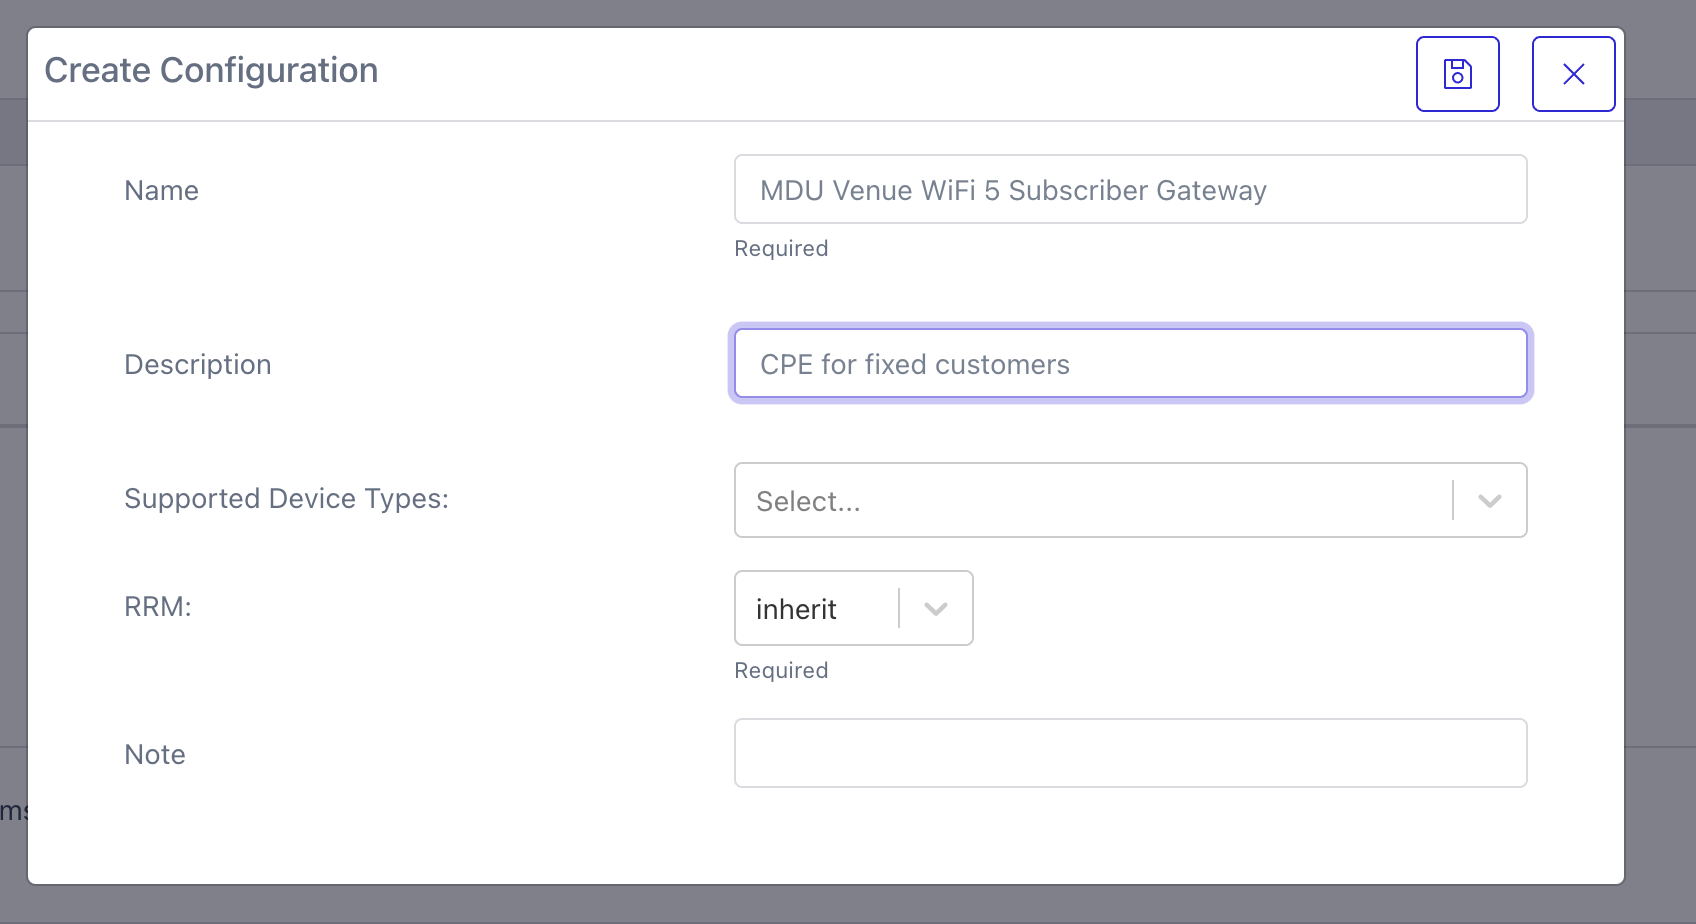 Create Configuration
Name
MDU Venue WiFi 5 Subscriber Gateway
Required
Description
CPE for fixed customers
Supported Device Types:
Select...
RRM:
inherit
Required
Note